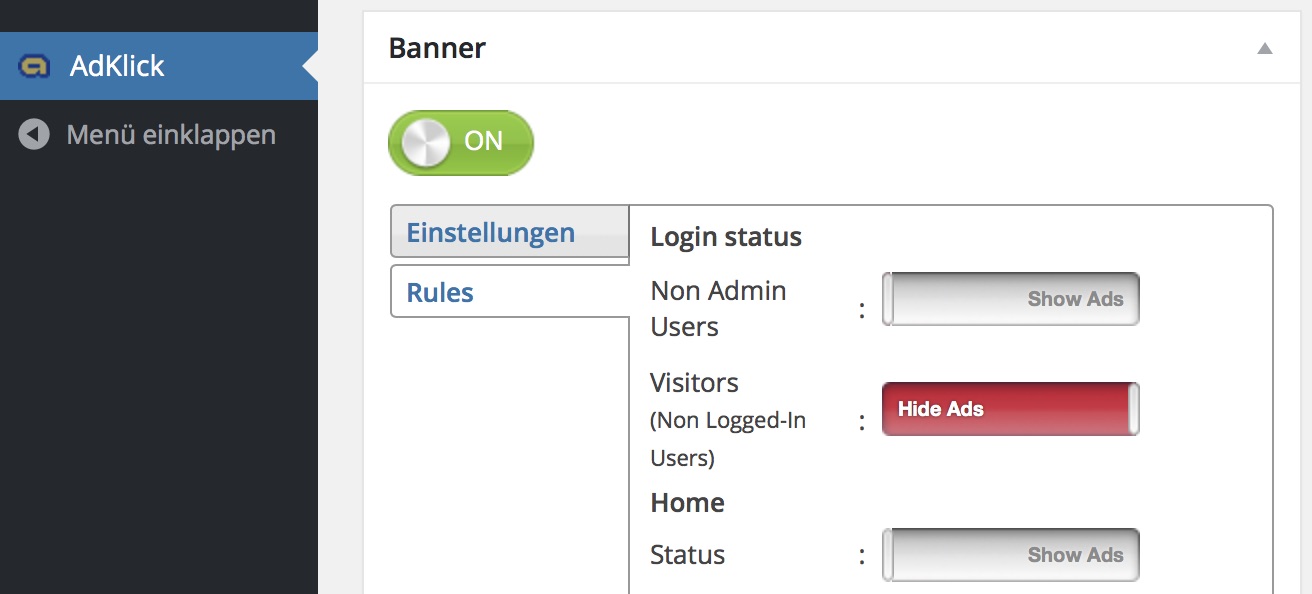 AdKlick
Menü einklappen
Banner
ON
Einstellungen
Rules
Login status
Non Admin
Users
:
Show Ads
Visitors
(Non Logged-In
Users)
:
Hide Ads
Home
Status : Show Ads